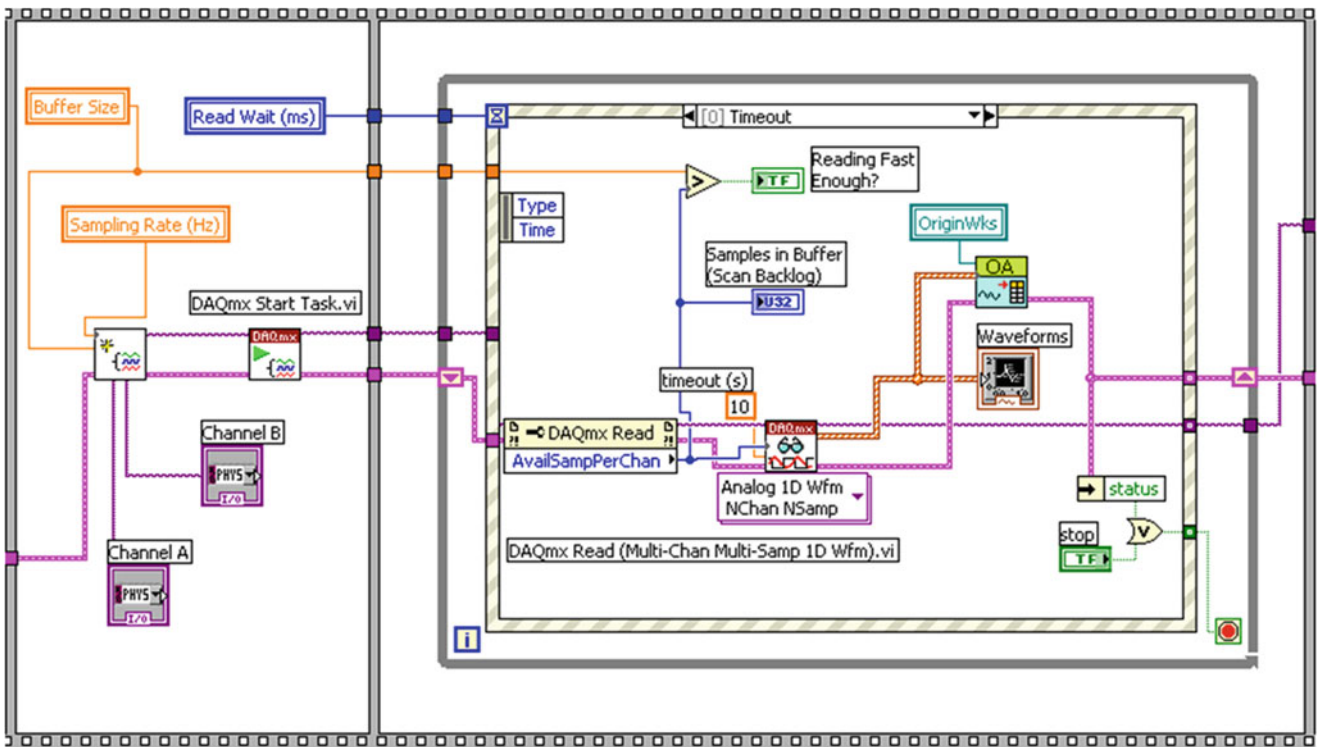 Buffer Size
Read Wait (ms)
Sampling Rate (Hz)
DAQmx Start Task.vi
DAQmx
Channel B
PHYS
I/O
Channel A
PHYS
I/O
[0] Timeout
Reading Fast
Enough?
TF
Type
Time
OriginWks
OA
Samples in Buffer
(Scan Backlog)
U32
Waveforms
timeout (s)
10
DAQmx Read
AvailSampPerChan
DAQmx
Analog 1D Wfm
NChan NSamp
status
stop
TF
V
DAQmx Read (Multi-Chan Multi-Samp 1D Wfm).vi
i